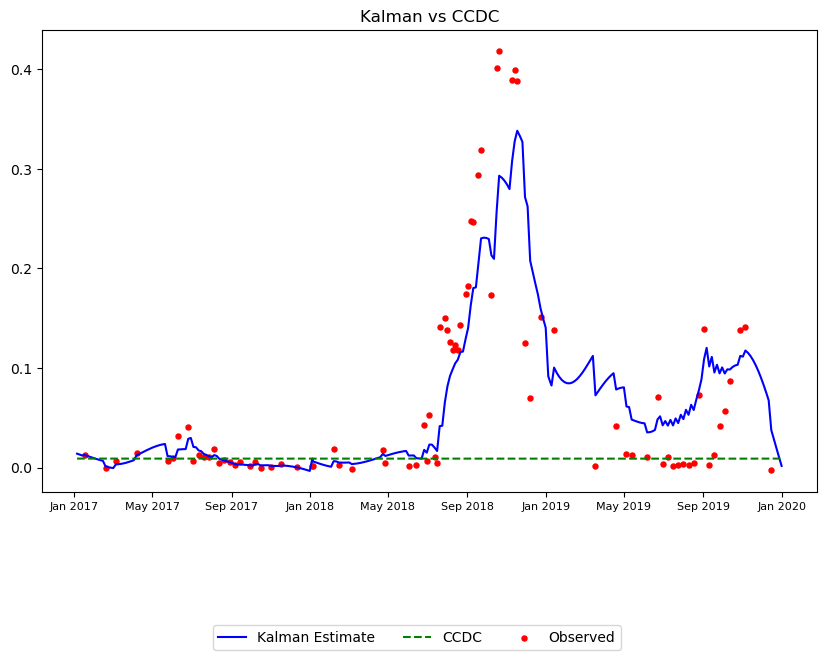 Kalman vs CCDC
0.4
0.3
0.2
0.1
0.0
Jan 2017 May 2017 Sep 2017 Jan 2018 May 2018 Sep 2018 Jan 2019 May 2019 Sep 2019 Jan 2020
Kalman Estimate CCDC Observed